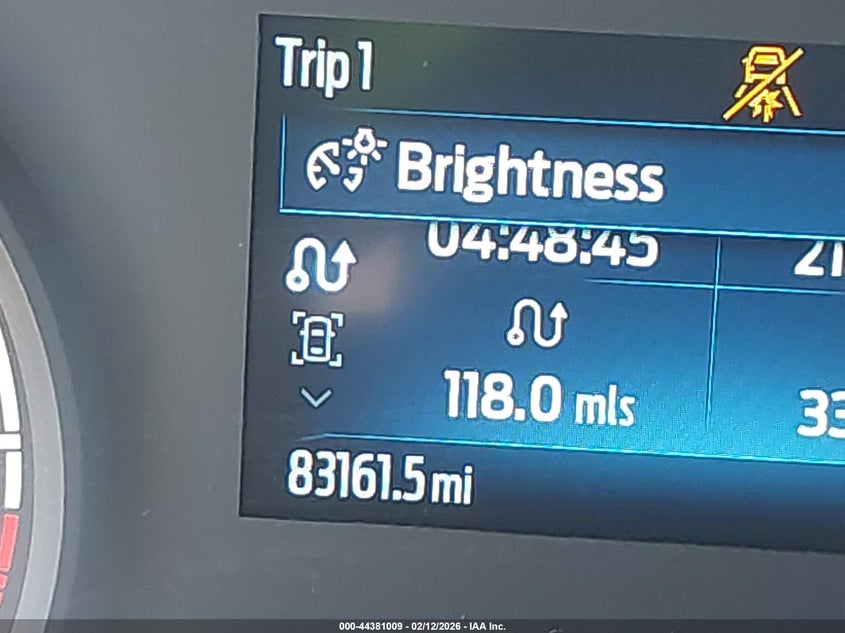 Trip 1
Brightness
04:48:45
118.0 mls
83161.5 mi
000-44381009 - 02/12/2026 - IAA Inc.